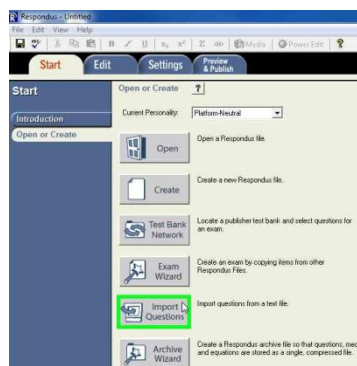 Respondus - Untitled
File Edit View Help
B I U x₂ x² Σ Media Power Edit ?
Start Edit Settings Preview & Publish
Start
Introduction
Open or Create
Open or Create ?
Current Personality: Platform-Neutral
Open
Open a Respondus file.
Create
Create a new Respondus file.
Test Bank Network
Locate a publisher test bank and select questions for
an exam.
Exam Wizard
Create an exam by copying items from other
Respondus Files.
Import Questions
Import questions from a text file.
Archive Wizard
Create a Respondus archive file so that questions, med
and equations are stored as a single, compressed file.